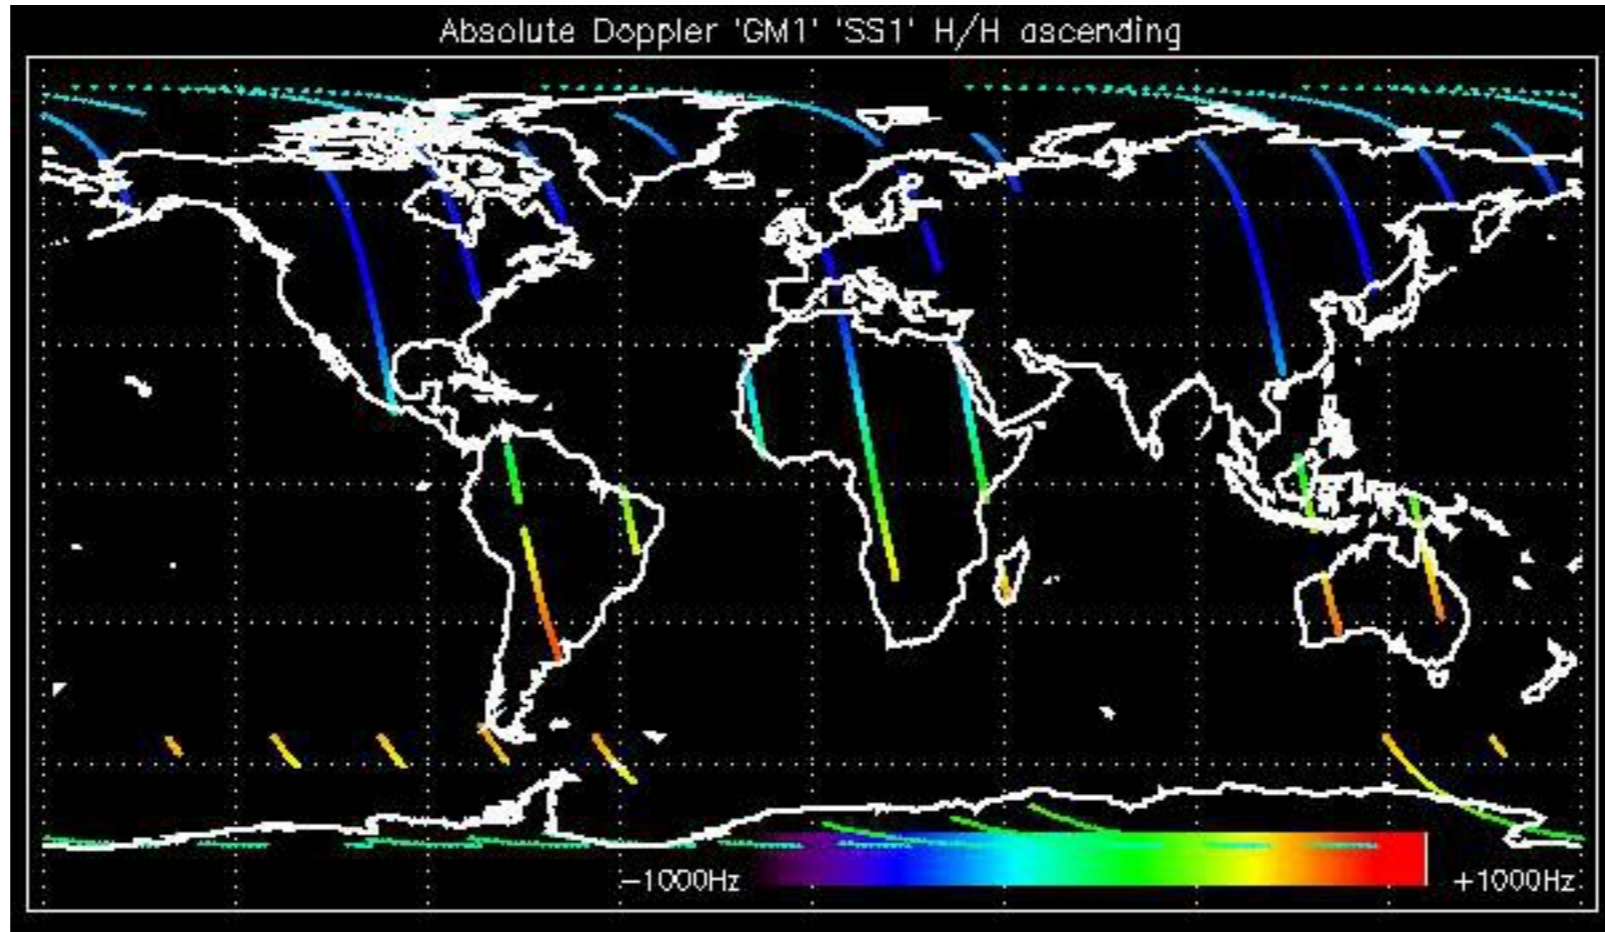 Absolute Doppler 'GM1' 'SS1' H/H ascending
−1000Hz
+1000Hz